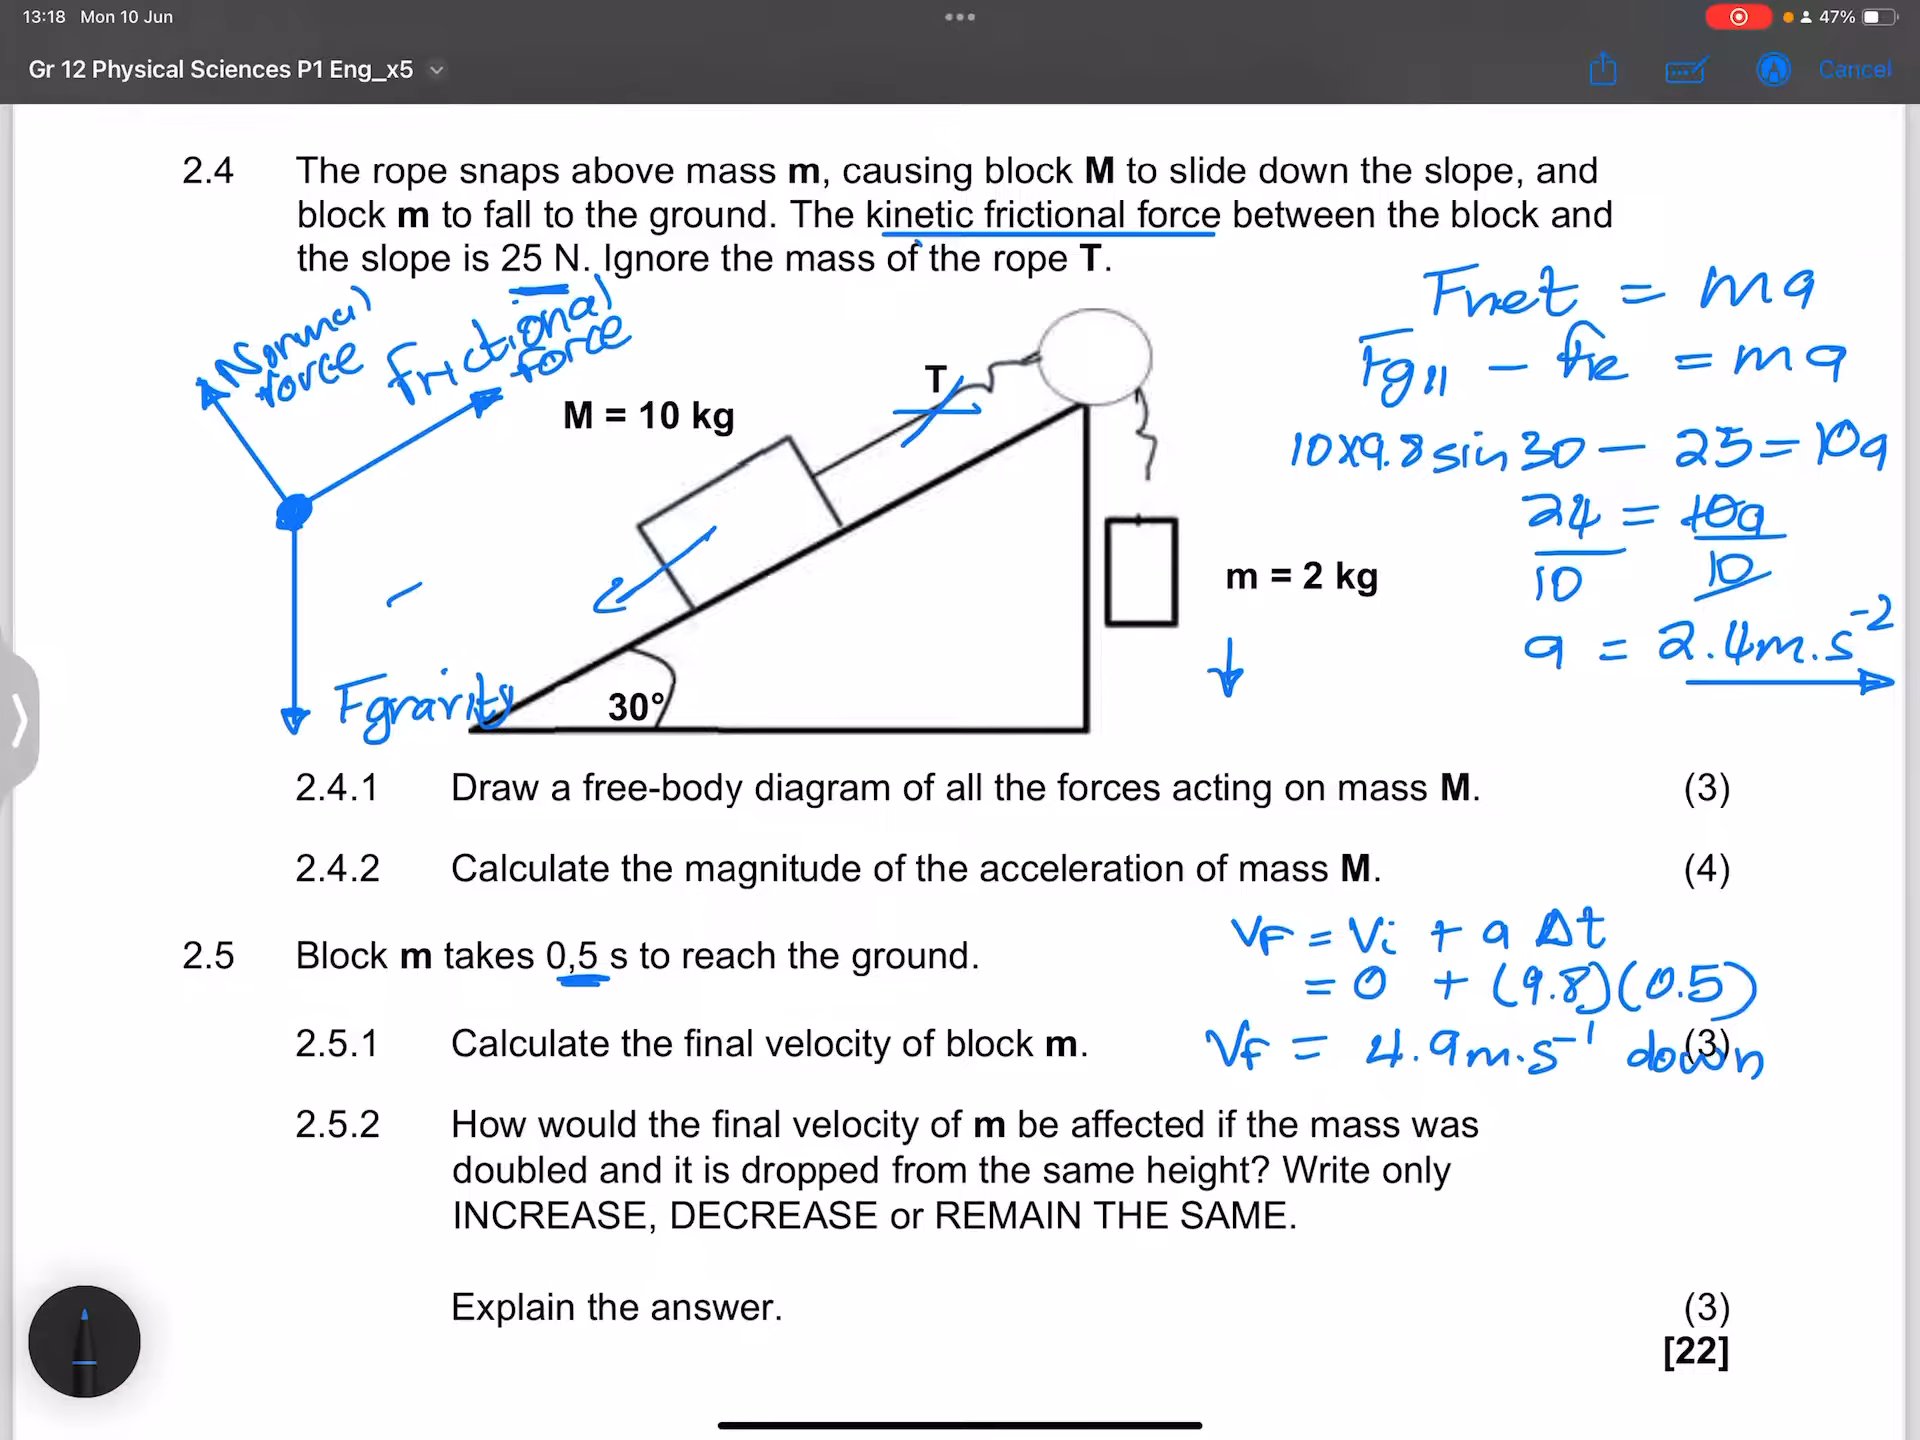 13:18 Mon 10 Jun
47%
Gr 12 Physical Sciences P1 Eng_x5
Cancel
2.4 The rope snaps above mass m, causing block M to slide down the slope, and
block m to fall to the ground. The kinetic frictional force between the block and
the slope is 25 N. Ignore the mass of the rope T.
Normal
force
frictional
force
Fgravity
M = 10 kg
T
m = 2 kg
30°
Fnet = ma
Fg|| − fk = ma
10×9.8 sin 30 − 25 = 10a
24 = 10a
10 10
a = 2.4 m.s⁻²
2.4.1 Draw a free-body diagram of all the forces acting on mass M. (3)
2.4.2 Calculate the magnitude of the acceleration of mass M. (4)
Vf = Vi + a Δt
2.5 Block m takes 0,5 s to reach the ground.
= 0 + (9.8)(0.5)
2.5.1 Calculate the final velocity of block m. (3)
Vf = 4.9 m.s⁻¹ down
2.5.2 How would the final velocity of m be affected if the mass was
doubled and it is dropped from the same height? Write only
INCREASE, DECREASE or REMAIN THE SAME.
Explain the answer. (3)
[22]